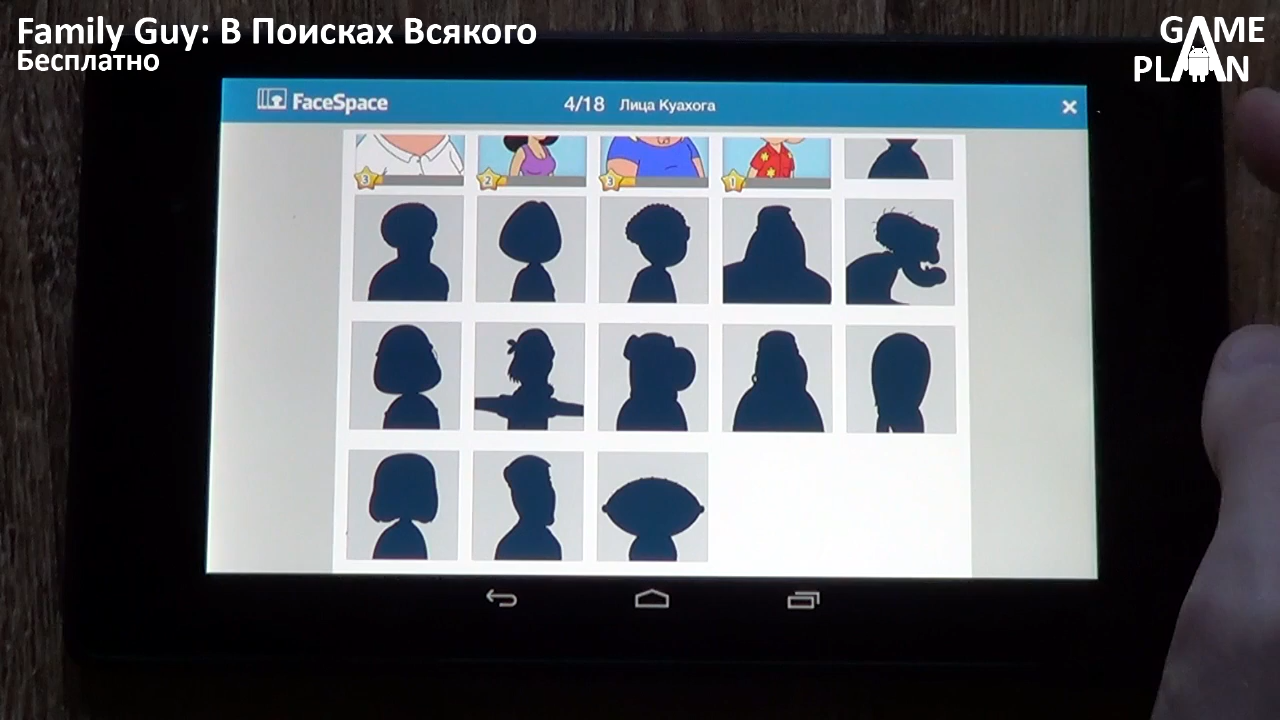 Family Guy: В Поисках Всякого
Бесплатно
GAME
PLAN
FaceSpace
4/18 Лица Куахога
3
2
3
1